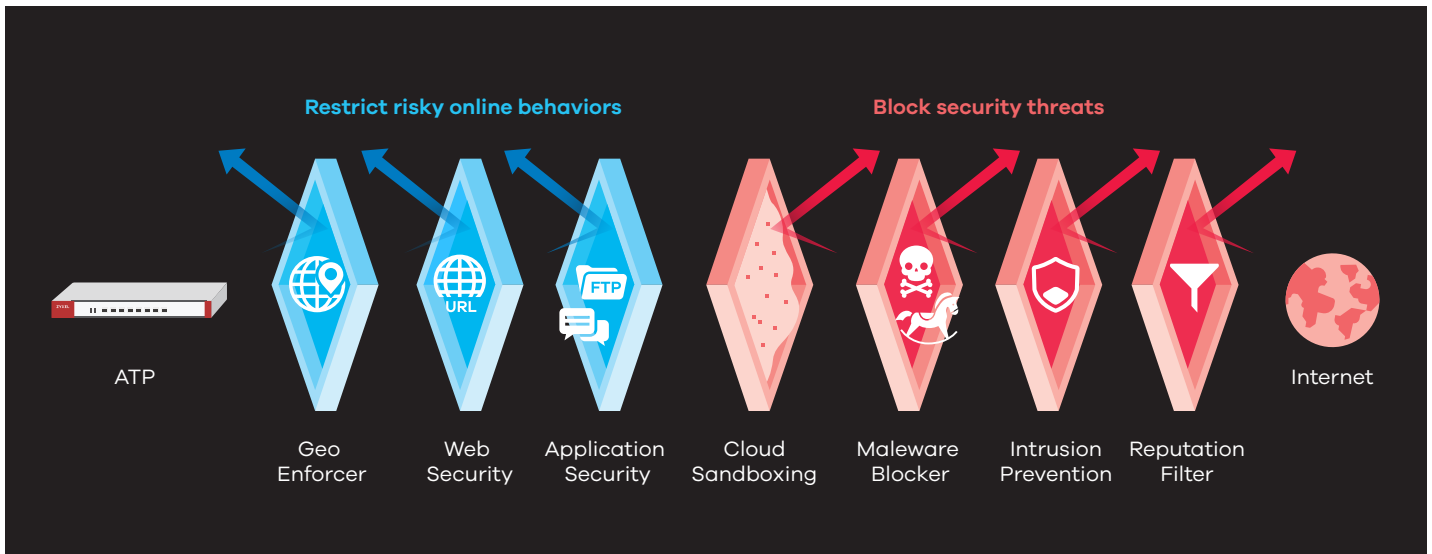 Restrict risky online behaviors
Block security threats
ZYXEL
URL
FTP
ATP
Internet
Geo
Enforcer
Web
Security
Application
Security
Cloud
Sandboxing
Maleware
Blocker
Intrusion
Prevention
Reputation
Filter